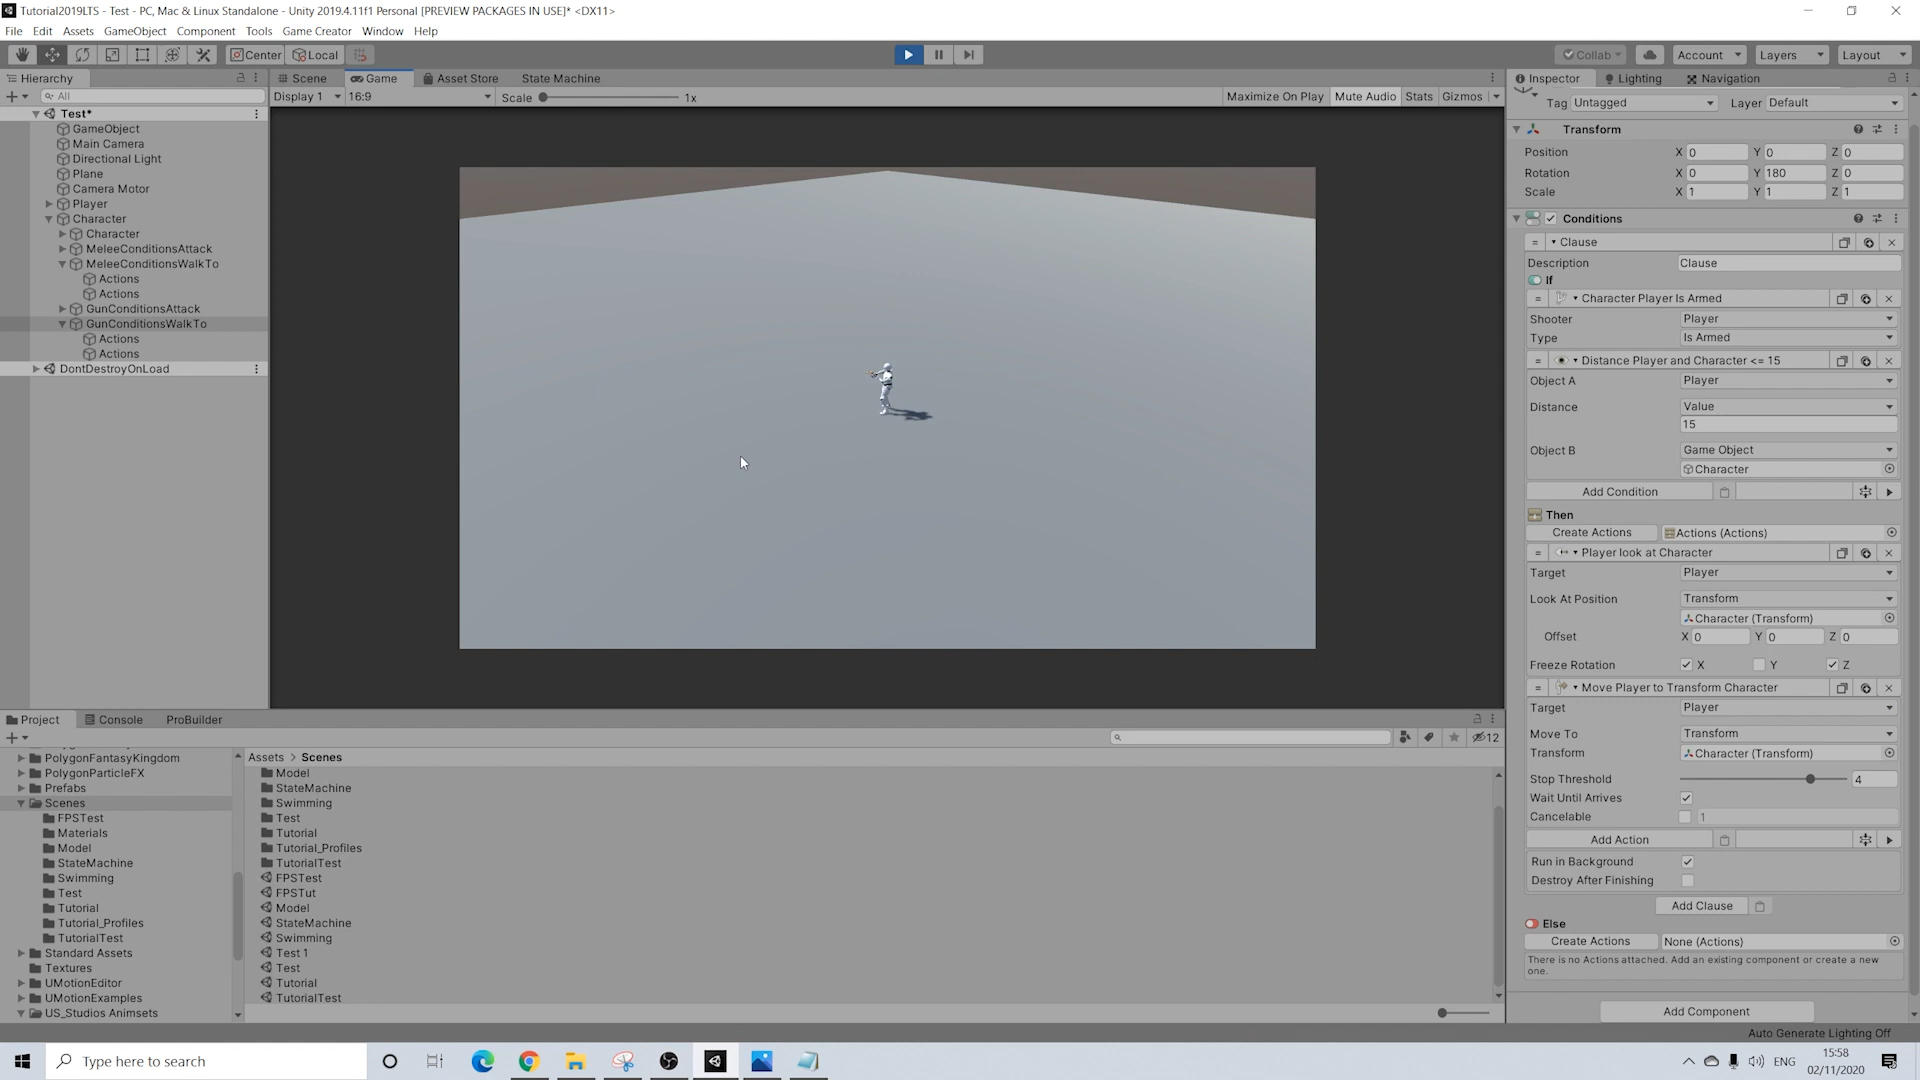 Tutorial2019LTS - Test - PC, Mac & Linux Standalone - Unity 2019.4.11f1 Personal [PREVIEW PACKAGES IN USE]* <DX11>
File Edit Assets GameObject Component Tools Game Creator Window Help
Center Local Collab Account Layers Layout
Hierarchy
All
Test*
GameObject
Main Camera
Directional Light
Plane
Camera Motor
Player
Character
Character
MeleeConditionsAttack
MeleeConditionsWalkTo
Actions
Actions
GunConditionsAttack
GunConditionsWalkTo
Actions
Actions
DontDestroyOnLoad
Scene Game Asset Store State Machine
Display 1 16:9 Scale 1x Maximize On Play Mute Audio Stats Gizmos
Inspector Lighting Navigation
Tag Untagged Layer Default
Transform
Position X 0 Y 0 Z 0
Rotation X 0 Y 180 Z 0
Scale X 1 Y 1 Z 1
Conditions
Clause
Description Clause
If
Character Player Is Armed
Shooter Player
Type Is Armed
Distance Player and Character <= 15
Object A Player
Distance Value
15
Object B Game Object
Character
Add Condition
Then
Create Actions Actions (Actions)
Player look at Character
Target Player
Look At Position Transform
Character (Transform)
Offset X 0 Y 0 Z 0
Freeze Rotation X Y Z
Move Player to Transform Character
Target Player
Move To Transform
Transform Character (Transform)
Stop Threshold 4
Wait Until Arrives
Cancelable 1
Add Action
Run in Background
Destroy After Finishing
Add Clause
Else
Create Actions None (Actions)
There is no Actions attached. Add an existing component or create a new
one.
Add Component
Auto Generate Lighting Off
Project Console ProBuilder
12
PolygonFantasyKingdom
PolygonParticleFX
Prefabs
Scenes
FPSTest
Materials
Model
StateMachine
Swimming
Test
Tutorial
Tutorial_Profiles
TutorialTest
Standard Assets
Textures
UMotionEditor
UMotionExamples
US_Studios Animsets
Assets > Scenes
Model
StateMachine
Swimming
Test
Tutorial
Tutorial_Profiles
TutorialTest
FPSTest
FPSTut
Model
StateMachine
Swimming
Test 1
Test
Tutorial
TutorialTest
Type here to search
ENG
15:58
02/11/2020